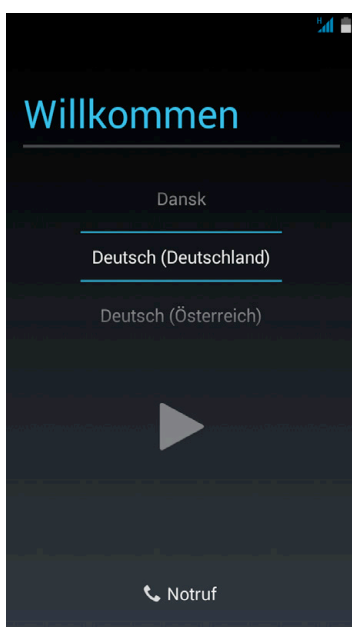 H
Willkommen
Dansk
Deutsch (Deutschland)
Deutsch (Österreich)
Notruf